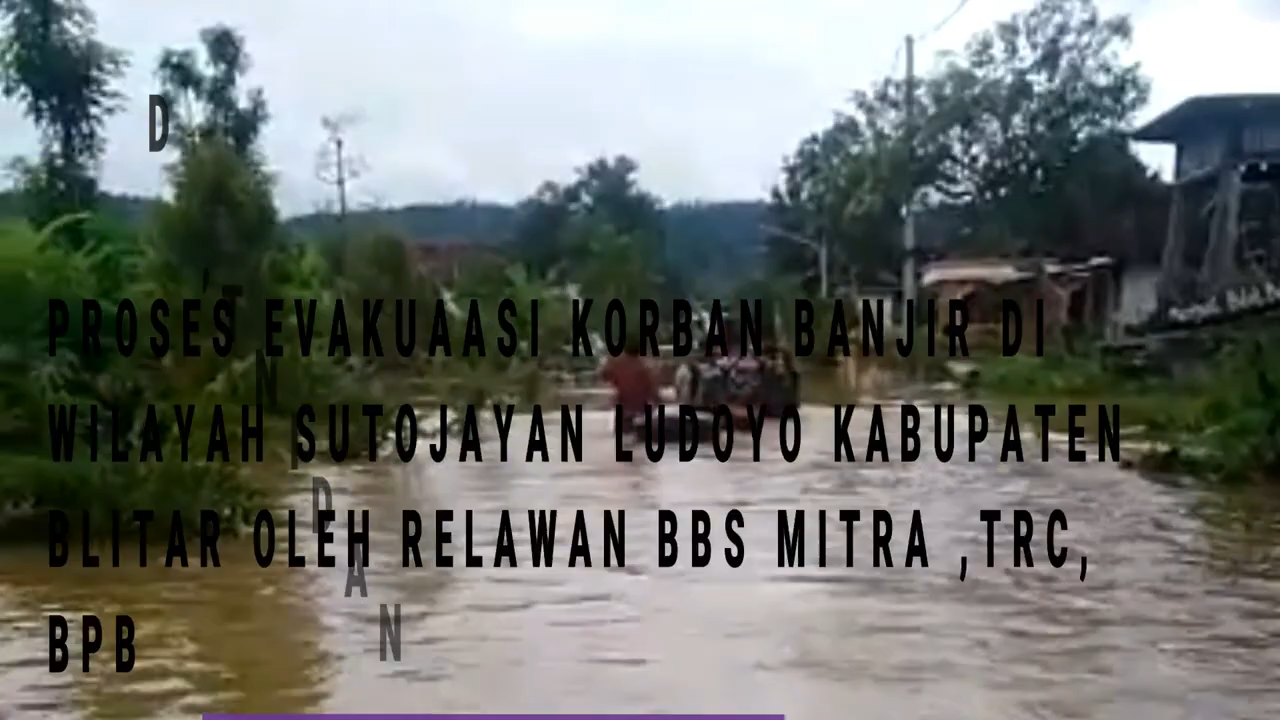 PROSES EVAKUAASI KORBAN BANJIR DI
WILAYAH SUTOJAYAN LUDOYO KABUPATEN
BLITAR OLEH RELAWAN BBS MITRA ,TRC,
BPB
D
N
D
A
N